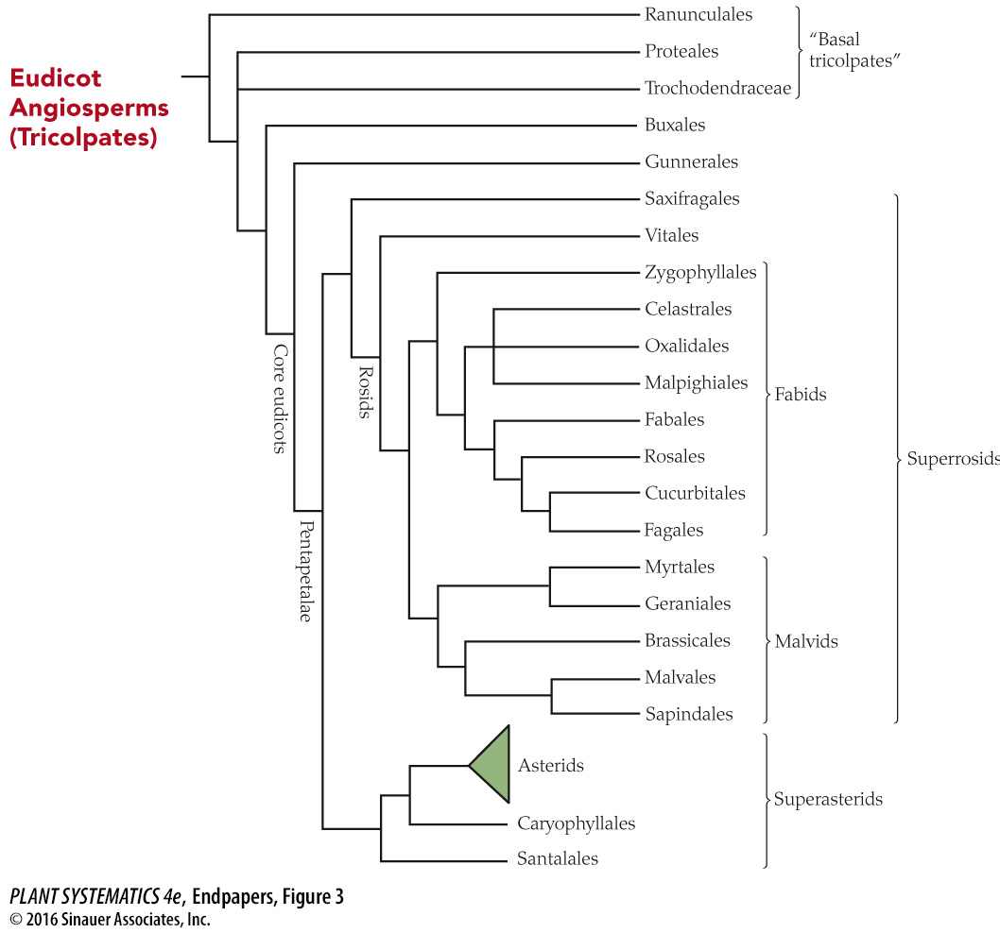 Eudicot
Angiosperms
(Tricolpates)
Ranunculales
Proteales
Trochodendraceae
“Basal
tricolpates”
Buxales
Gunnerales
Saxifragales
Vitales
Zygophyllales
Celastrales
Oxalidales
Malpighiales
Fabales
Rosales
Cucurbitales
Fagales
Fabids
Myrtales
Geraniales
Brassicales
Malvales
Sapindales
Malvids
Superrosids
Core eudicots
Rosids
Pentapetalae
Asterids
Caryophyllales
Santalales
Superasterids
PLANT SYSTEMATICS 4e, Endpapers, Figure 3
© 2016 Sinauer Associates, Inc.